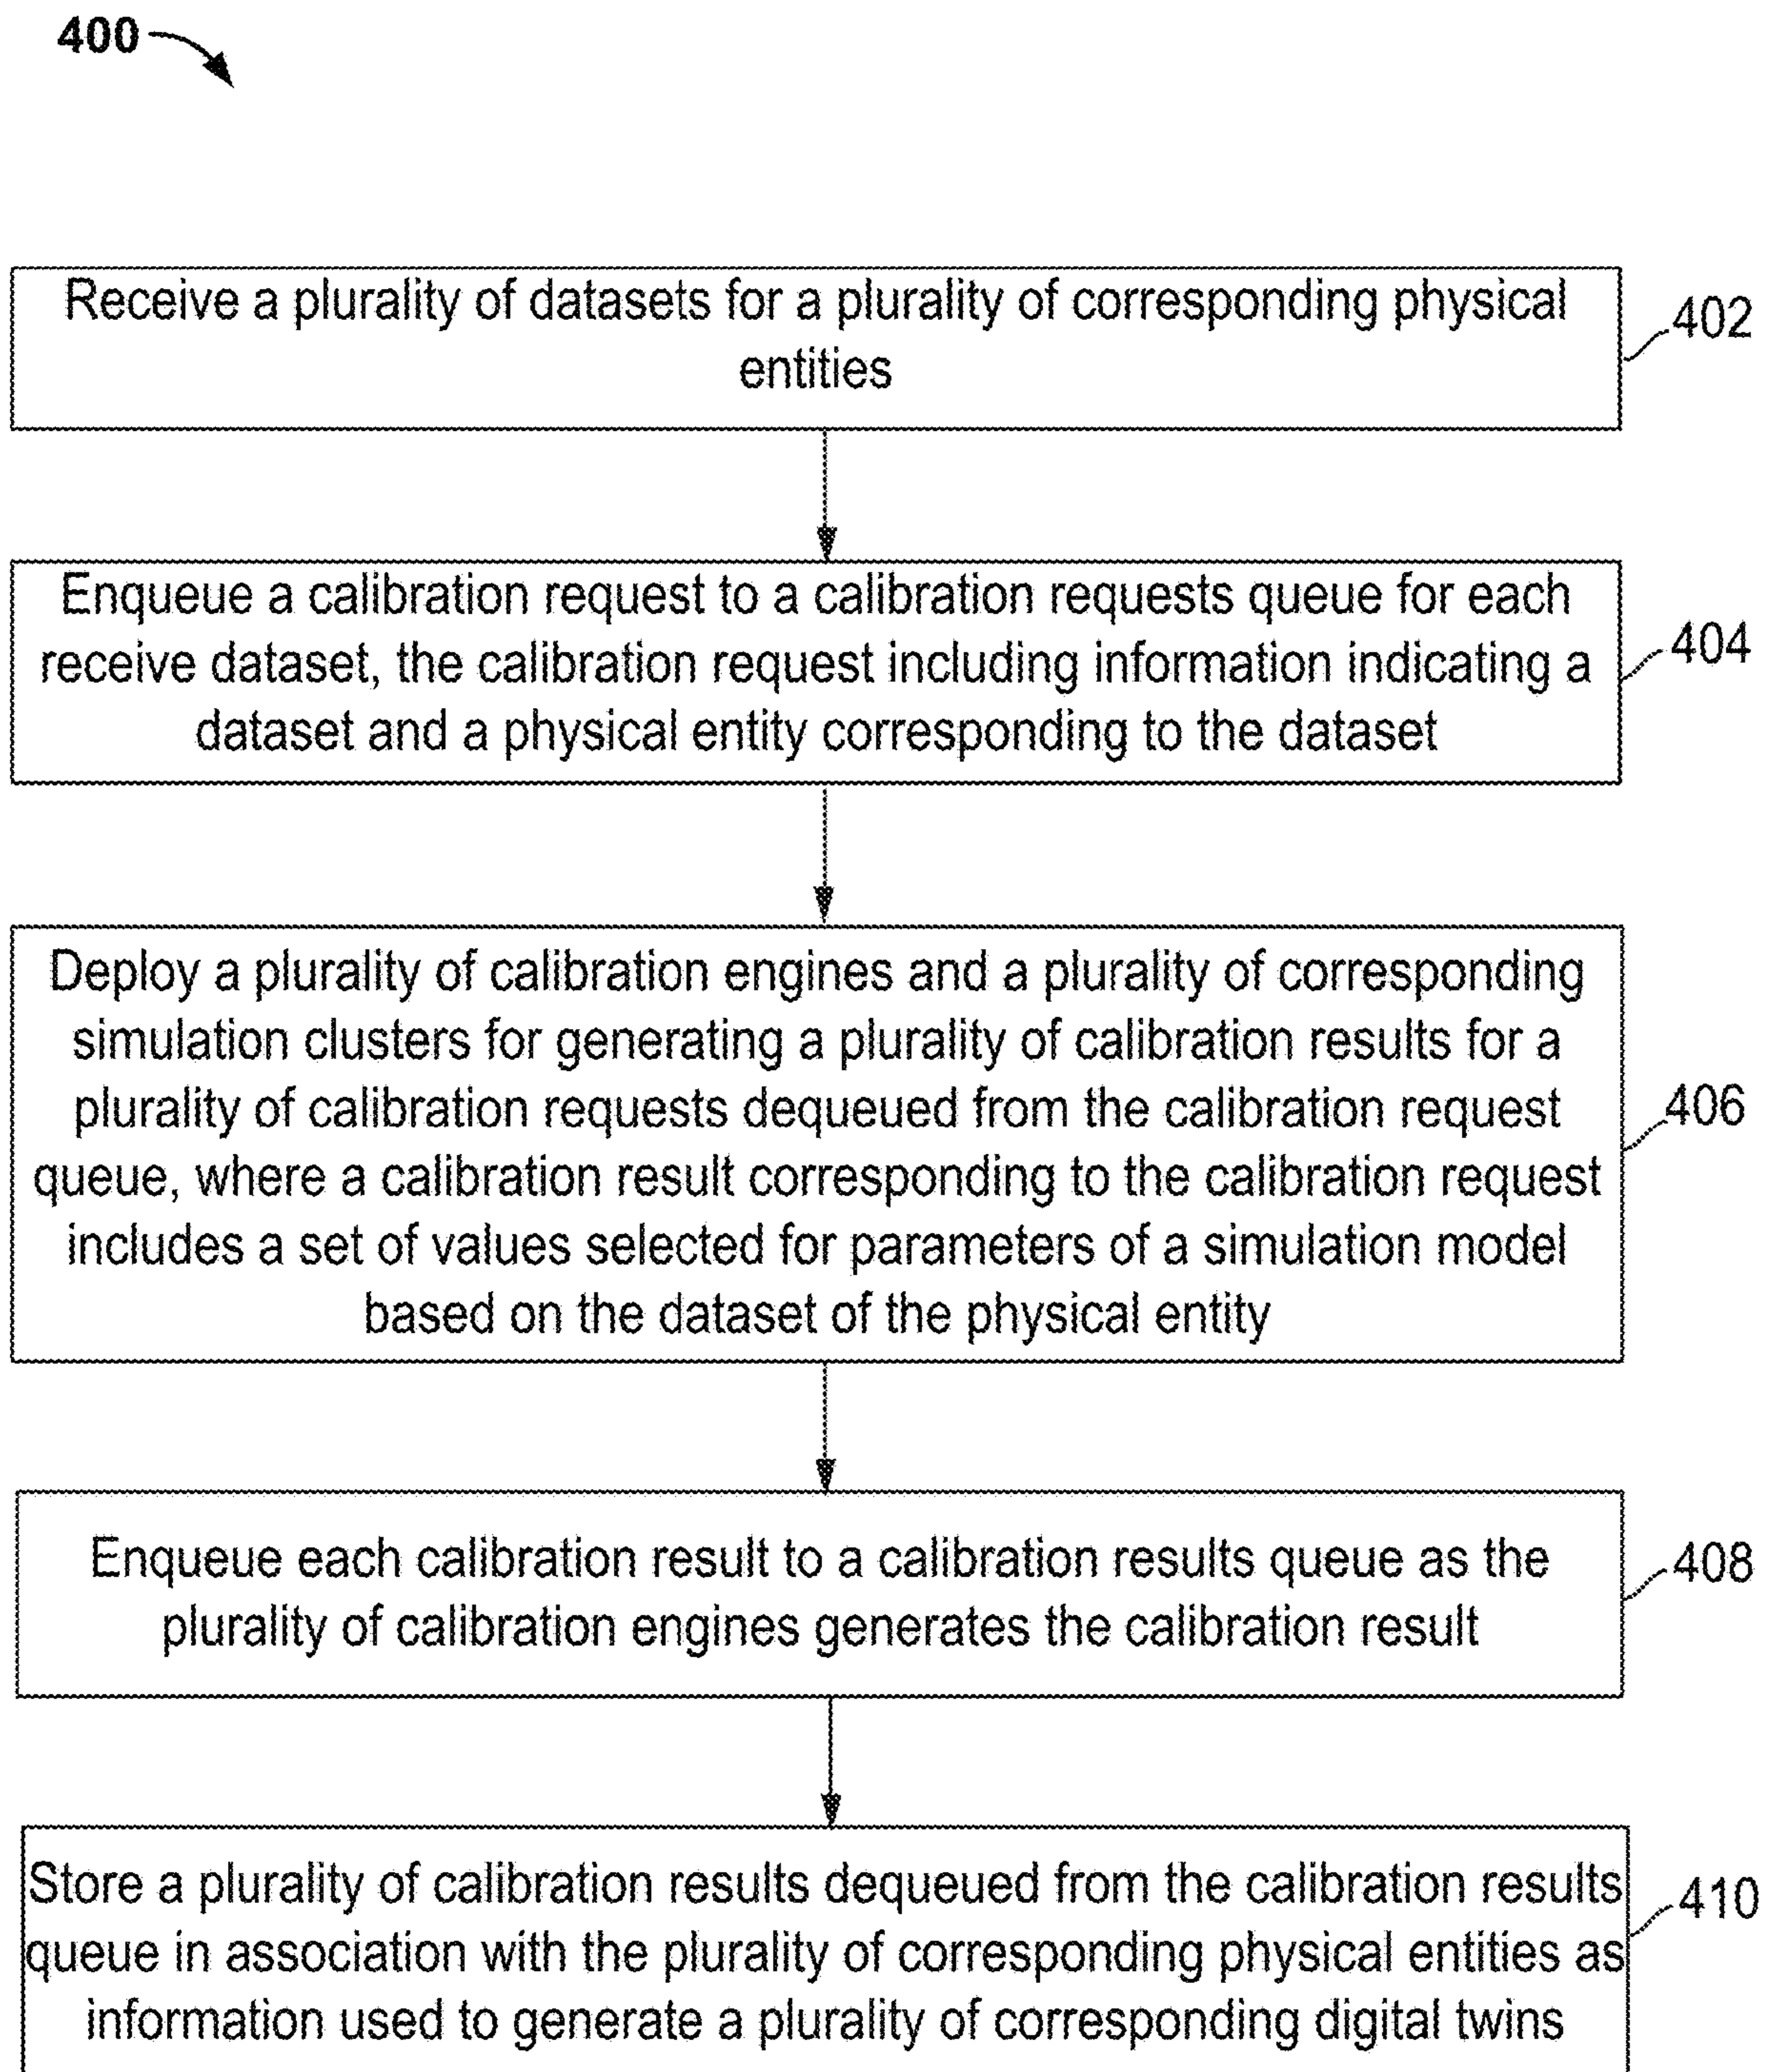 400
Receive a plurality of datasets for a plurality of corresponding physical
entities
402
Enqueue a calibration request to a calibration requests queue for each
receive dataset, the calibration request including information indicating a
dataset and a physical entity corresponding to the dataset
404
Deploy a plurality of calibration engines and a plurality of corresponding
simulation clusters for generating a plurality of calibration results for a
plurality of calibration requests dequeued from the calibration request
queue, where a calibration result corresponding to the calibration request
includes a set of values selected for parameters of a simulation model
based on the dataset of the physical entity
406
Enqueue each calibration result to a calibration results queue as the
plurality of calibration engines generates the calibration result
408
Store a plurality of calibration results dequeued from the calibration results
queue in association with the plurality of corresponding physical entities as
information used to generate a plurality of corresponding digital twins
410